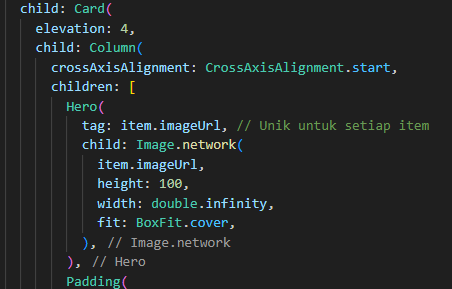 child: Card(
elevation: 4,
child: Column(
crossAxisAlignment: CrossAxisAlignment.start,
children: [
Hero(
tag: item.imageUrl, // Unik untuk setiap item
child: Image.network(
item.imageUrl,
height: 100,
width: double.infinity,
fit: BoxFit.cover,
), // Image.network
), // Hero
Padding(